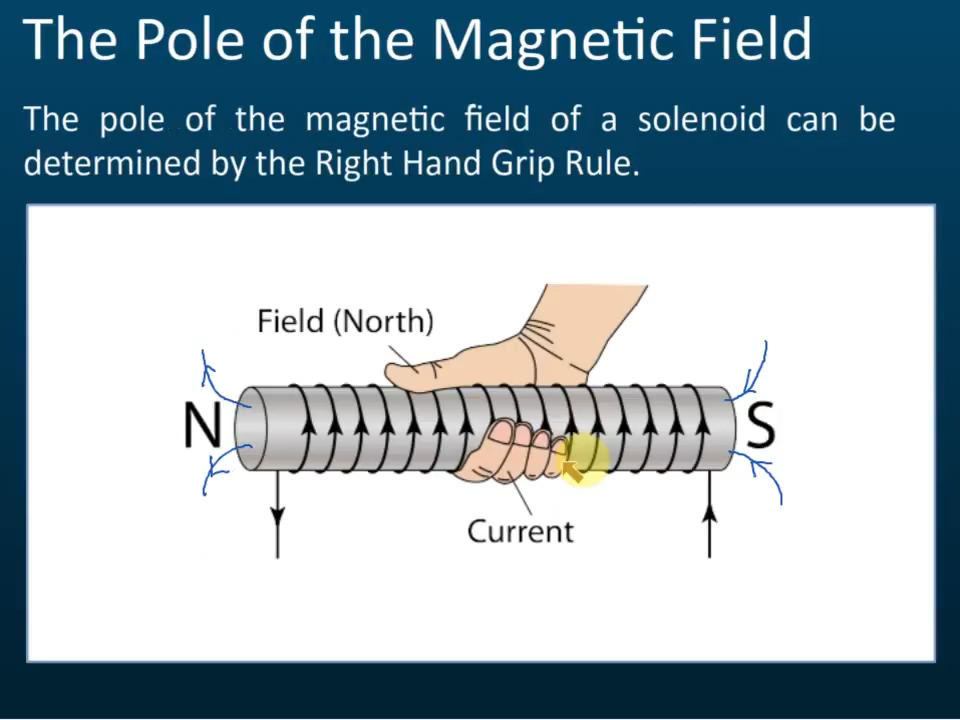 The Pole of the Magnetic Field
The pole of the magnetic field of a solenoid can be
determined by the Right Hand Grip Rule.
Field (North)
N
S
Current